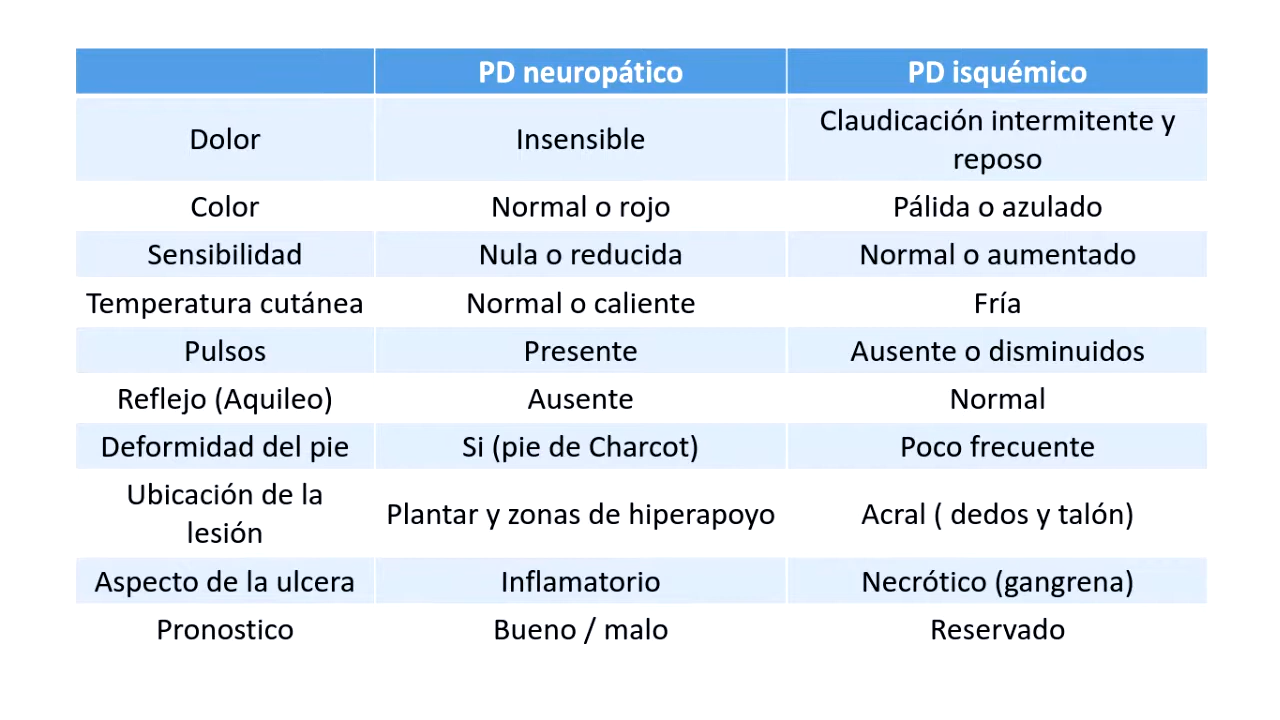 PD neuropático PD isquémico
Dolor Insensible Claudicación intermitente y
reposo
Color Normal o rojo Pálida o azulado
Sensibilidad Nula o reducida Normal o aumentado
Temperatura cutánea Normal o caliente Fría
Pulsos Presente Ausente o disminuidos
Reflejo (Aquileo) Ausente Normal
Deformidad del pie Si (pie de Charcot) Poco frecuente
Ubicación de la
lesión Plantar y zonas de hiperapoyo Acral ( dedos y talón)
Aspecto de la ulcera Inflamatorio Necrótico (gangrena)
Pronostico Bueno / malo Reservado